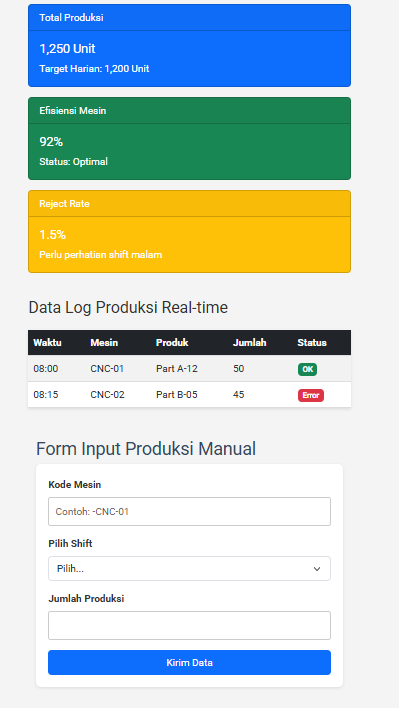 Total Produksi
1,250 Unit
Target Harian: 1,200 Unit
Efisiensi Mesin
92%
Status: Optimal
Reject Rate
1.5%
Perlu perhatian shift malam
Data Log Produksi Real-time
Waktu Mesin Produk Jumlah Status
08:00 CNC-01 Part A-12 50 OK
08:15 CNC-02 Part B-05 45 Error
Form Input Produksi Manual
Kode Mesin
Contoh: -CNC-01
Pilih Shift
Pilih...
Jumlah Produksi
Kirim Data